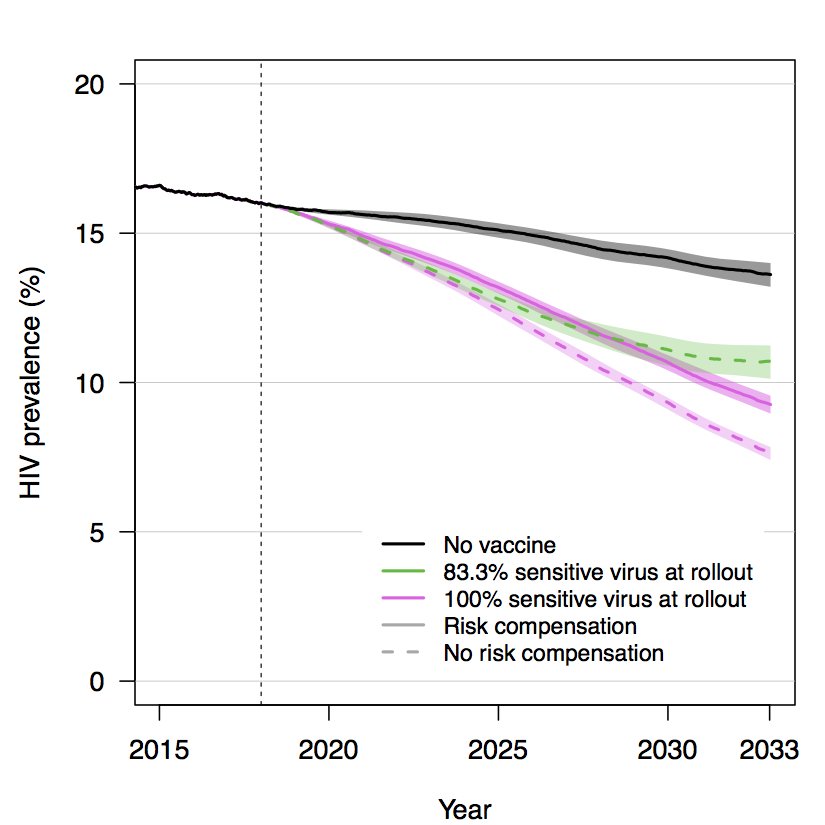 20
15
10
5
0
HIV prevalence (%)
No vaccine
83.3% sensitive virus at rollout
100% sensitive virus at rollout
Risk compensation
No risk compensation
2015 2020 2025 2030 2033
Year